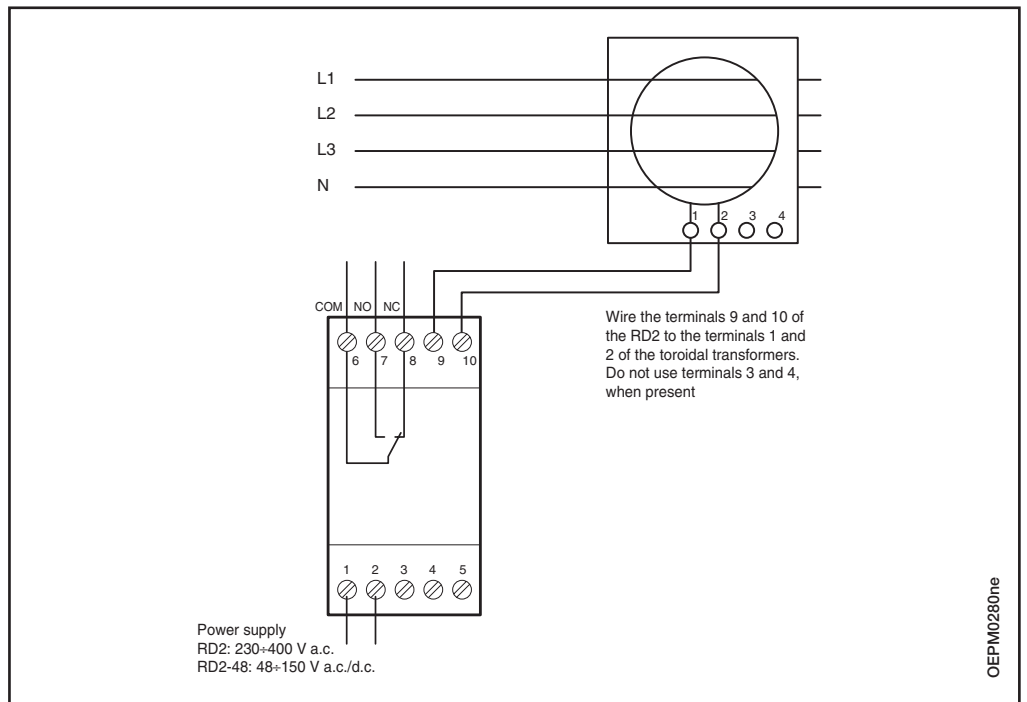 L1
L2
L3
N
1 2 3 4
COM NO NC
6 7 8 9 10
Wire the terminals 9 and 10 of
the RD2 to the terminals 1 and
2 of the toroidal transformers.
Do not use terminals 3 and 4,
when present
1 2 3 4 5
Power supply
RD2: 230÷400 V a.c.
RD2-48: 48÷150 V a.c./d.c.
OEPM0280ne